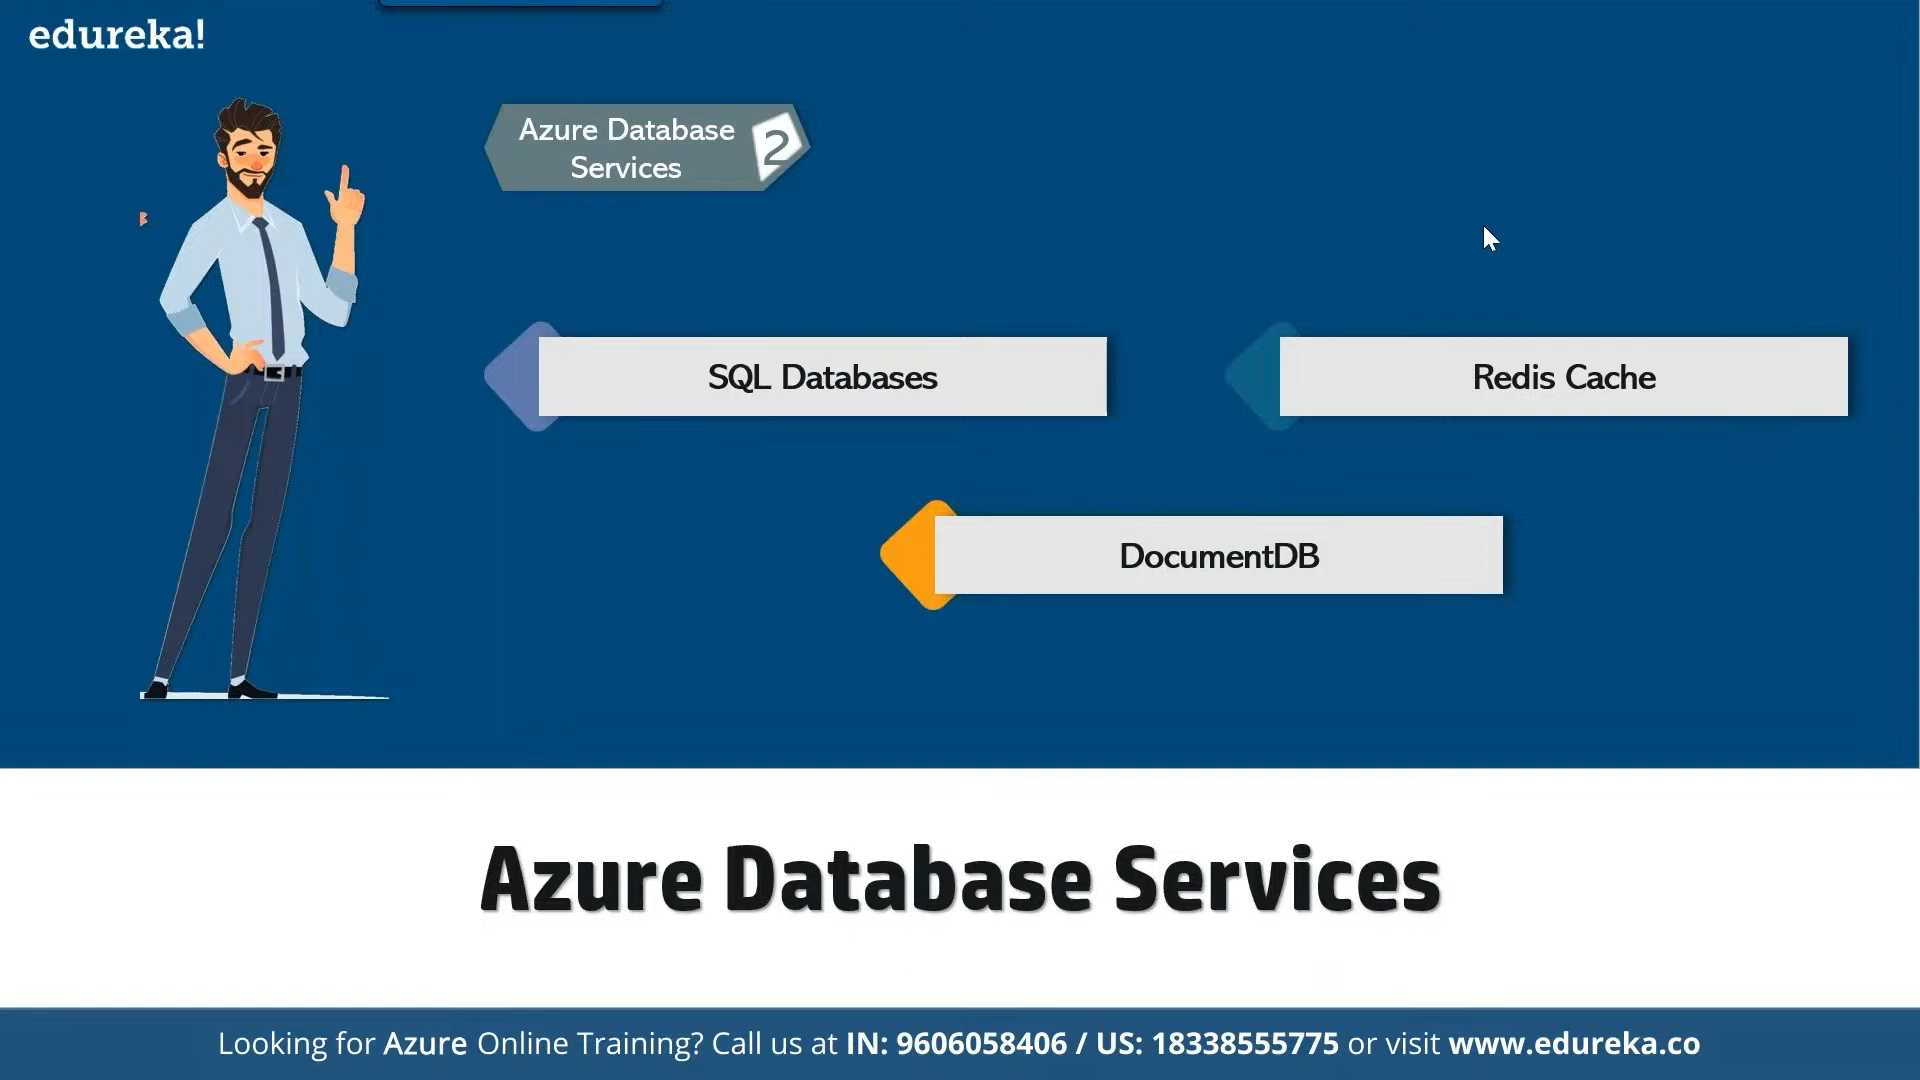 edureka!
Azure Database
Services
2
SQL Databases
Redis Cache
DocumentDB
Azure Database Services
Looking for Azure Online Training? Call us at IN: 9606058406 / US: 18338555775 or visit www.edureka.co